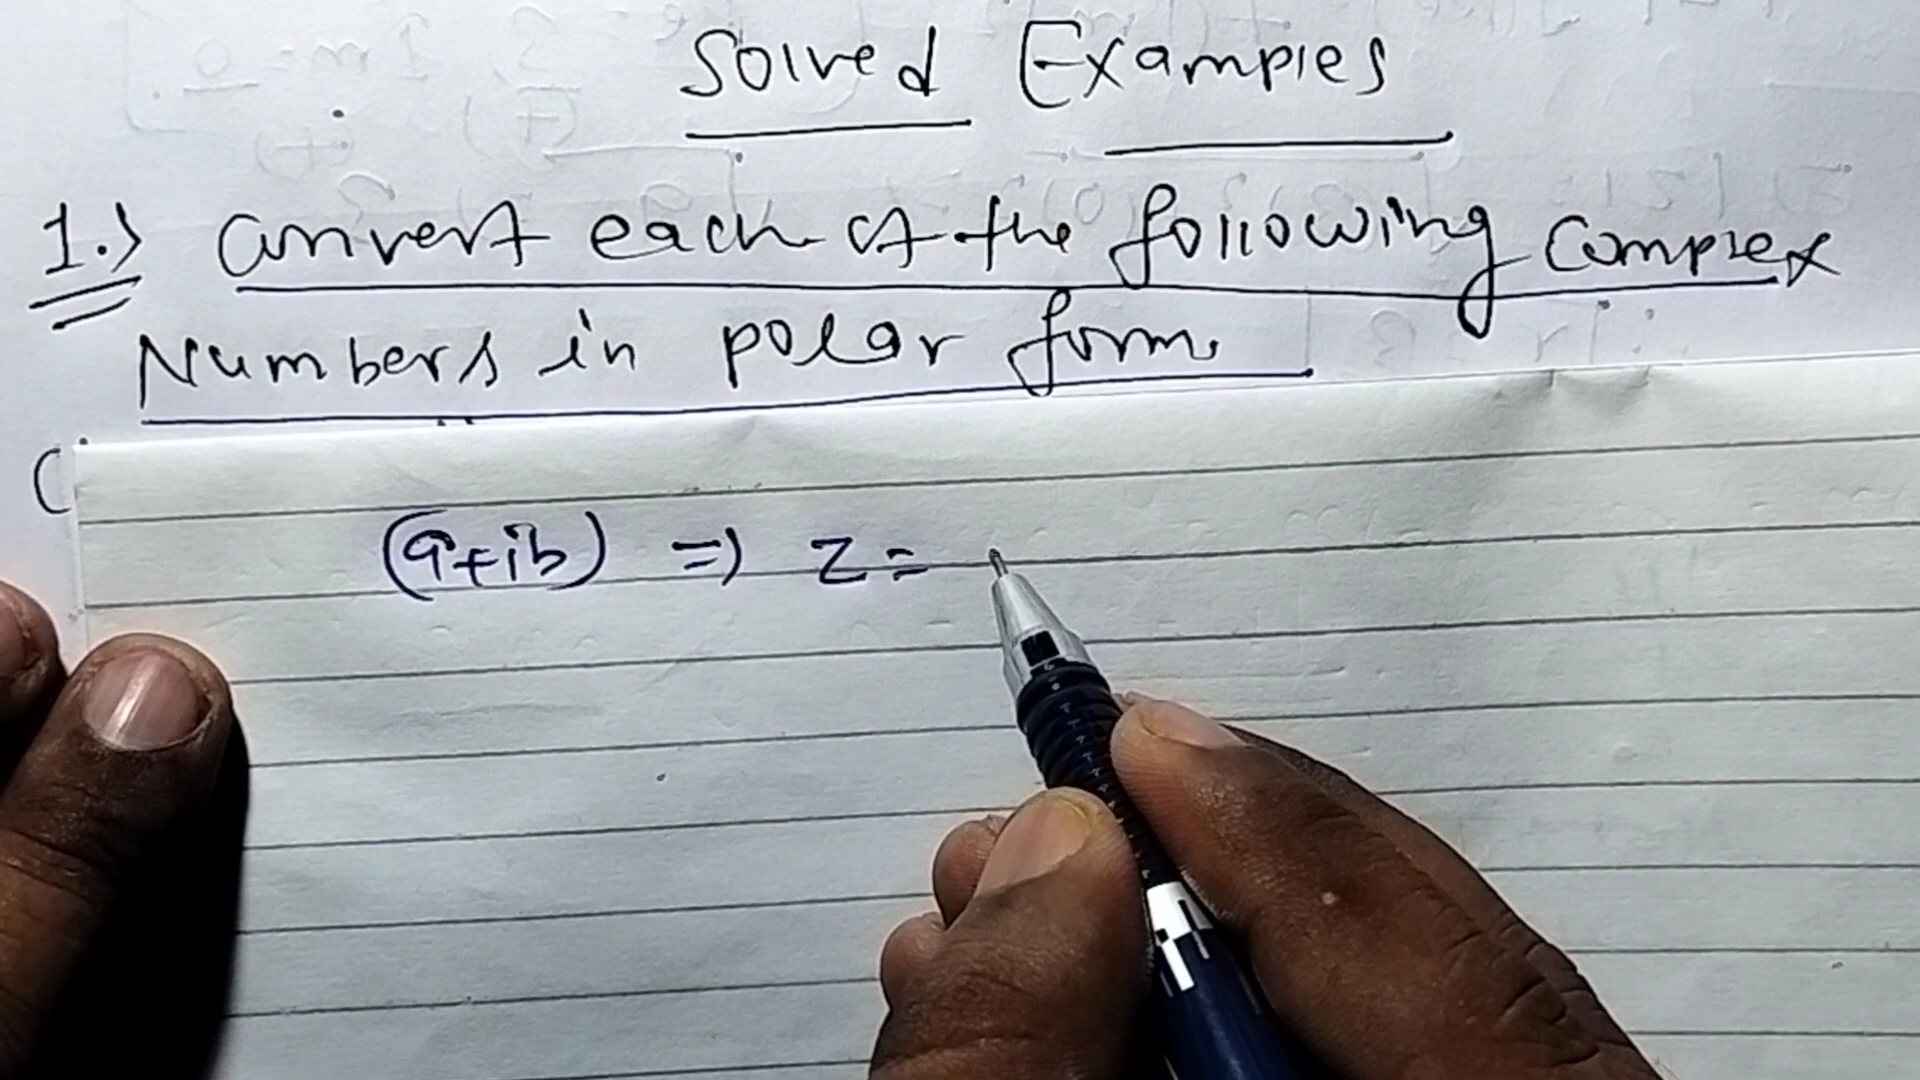 Solved Examples
1.) Convert each of the following complex
Numbers in polar form.
(
(a+ib) => z=